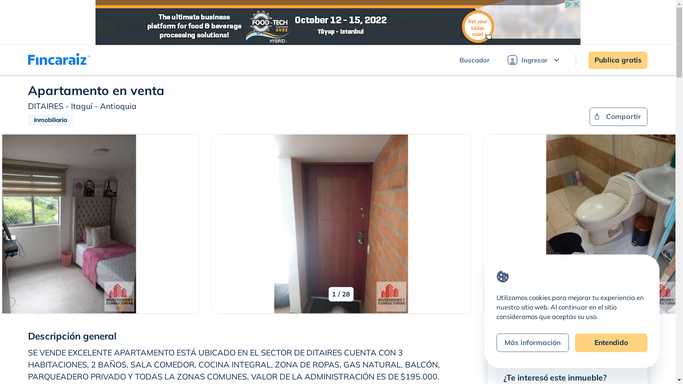 The ultimate business
platform for food & beverage
processing solutions!
FOOD-TECH
HYBRID
October 12 - 15, 2022
Tüyap - Istanbul
Get your
ticket
now!
Fincaraiz
Buscador
Ingresar
Publica gratis
Apartamento en venta
DITAIRES - Itaguí - Antioquia
Inmobiliaria
Compartir
1 / 28
Utilizamos cookies para mejorar tu experiencia en
nuestro sitio web. Al continuar en el sitio
consideramos que aceptas su uso.
Más información
Entendido
Descripción general
SE VENDE EXCELENTE APARTAMENTO ESTÁ UBICADO EN EL SECTOR DE DITAIRES CUENTA CON 3
HABITACIONES, 2 BAÑOS, SALA COMEDOR, COCINA INTEGRAL, ZONA DE ROPAS, GAS NATURAL, BALCÓN,
PARQUEADERO PRIVADO Y TODAS LA ZONAS COMUNES, VALOR DE LA ADMINISTRACIÓN ES DE $195.000.
¿Te interesó este inmueble?